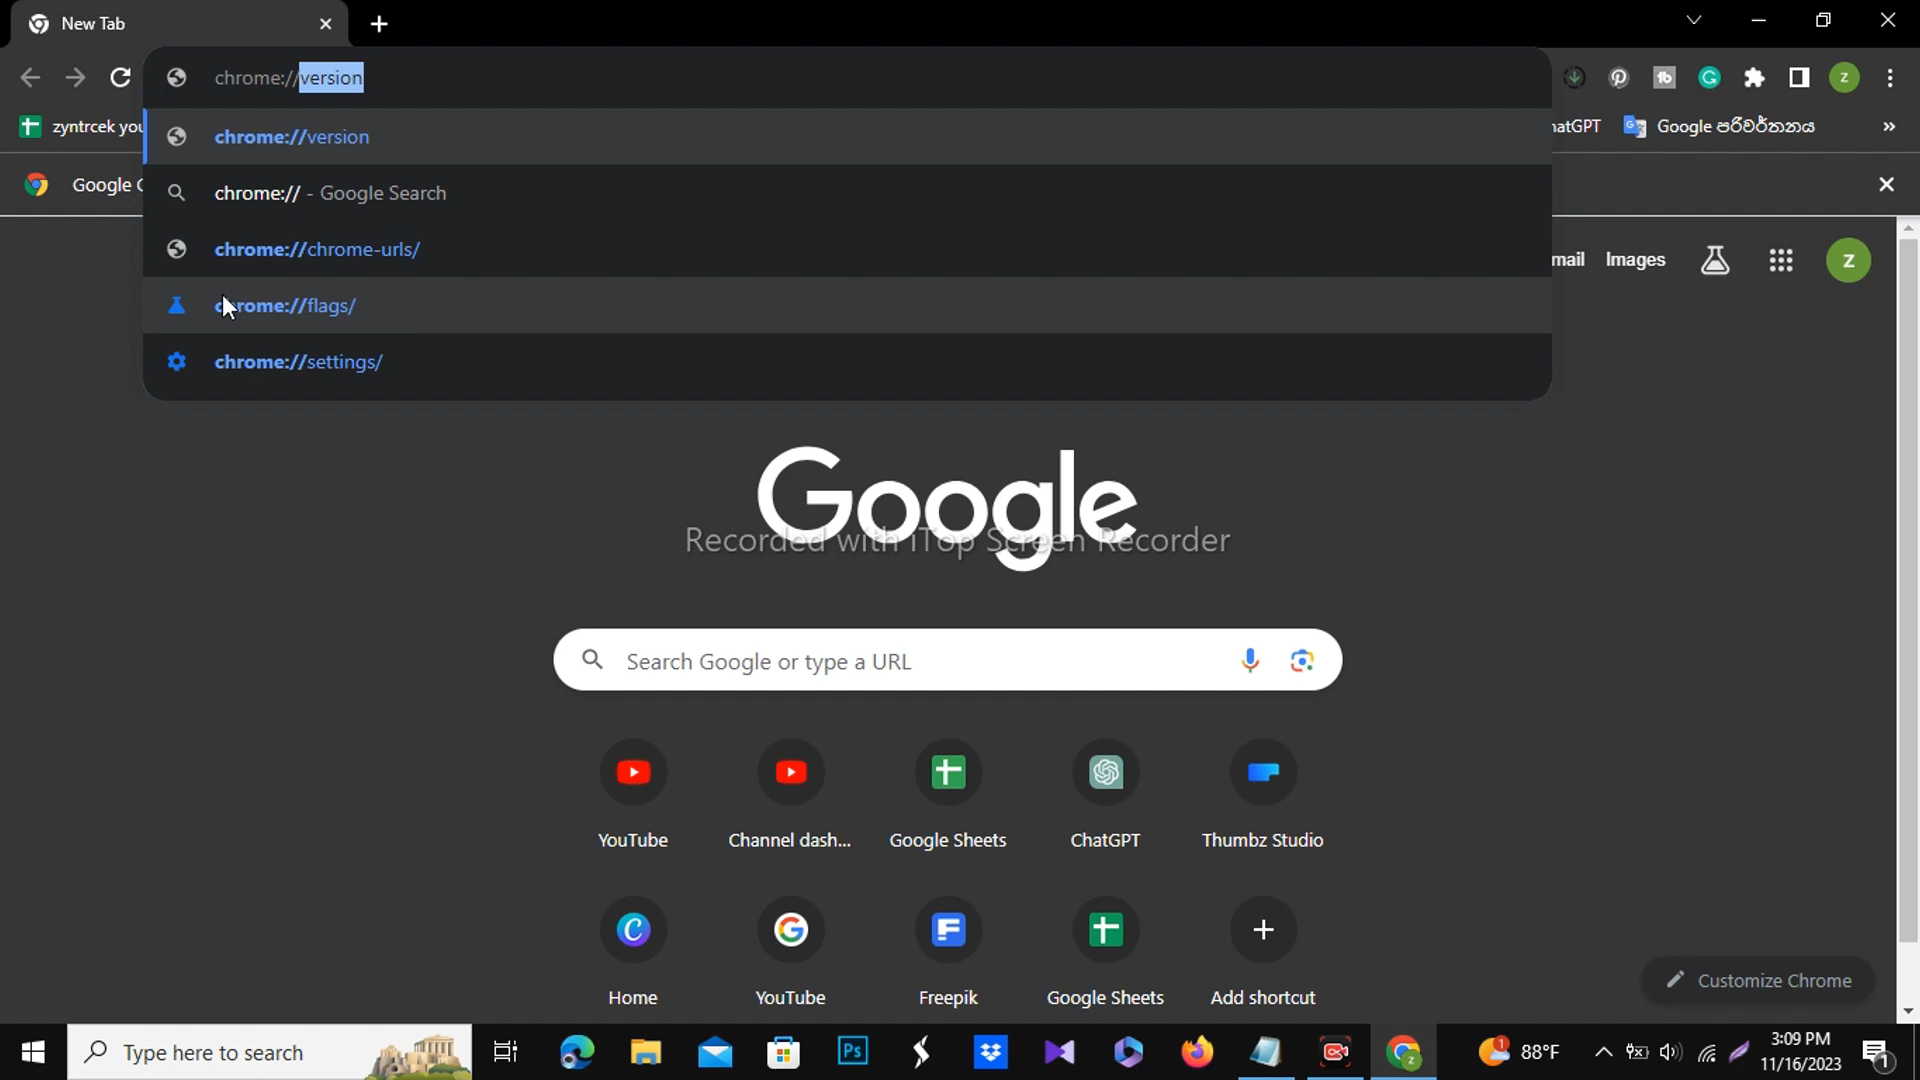 New Tab
chrome://version
zyntrcek you
chrome://version
hatGPT
Google පරිවර්තනය
»
Google C
chrome:// - Google Search
chrome://chrome-urls/
mail
Images
z
chrome://flags/
chrome://settings/
Google
Recorded with iTop Screen Recorder
Search Google or type a URL
YouTube
Channel dash...
Google Sheets
ChatGPT
Thumbz Studio
Home
YouTube
Freepik
Google Sheets
Add shortcut
Customize Chrome
Type here to search
Ps
88°F
3:09 PM
11/16/2023
1